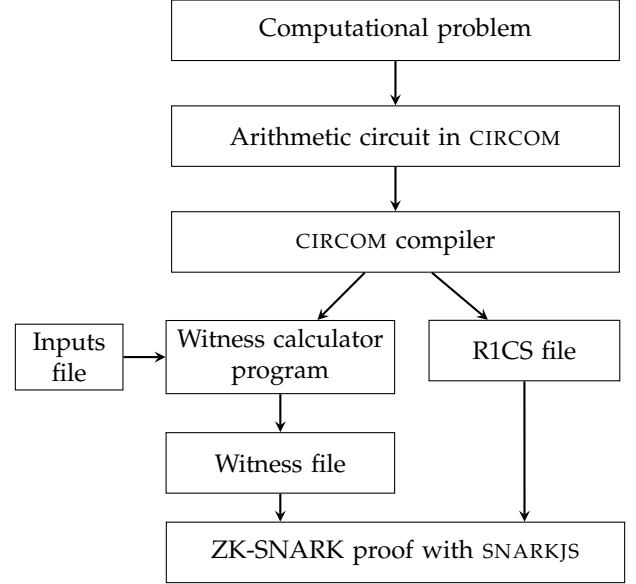 Computational problem
Arithmetic circuit in CIRCOM
CIRCOM compiler
Inputs
file
Witness calculator
program
R1CS file
Witness file
ZK-SNARK proof with SNARKJS